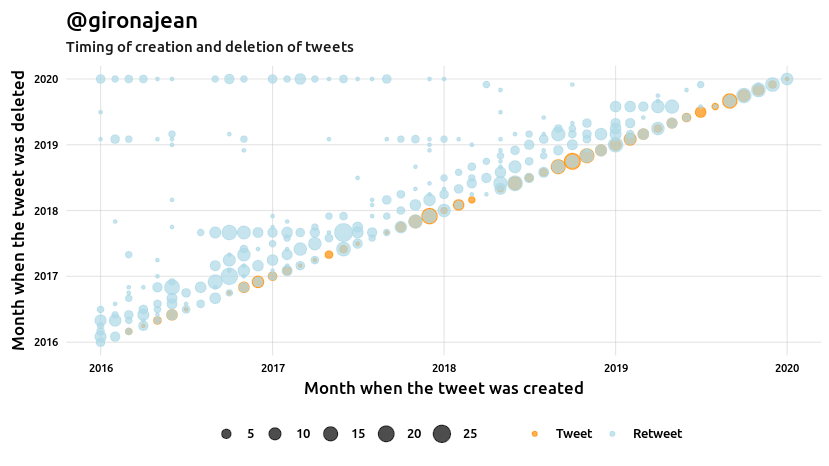 @gironajean
Timing of creation and deletion of tweets
Month when the tweet was deleted
2020
2019
2018
2017
2016
2016 2017 2018 2019 2020
Month when the tweet was created
5 10 15 20 25 Tweet Retweet